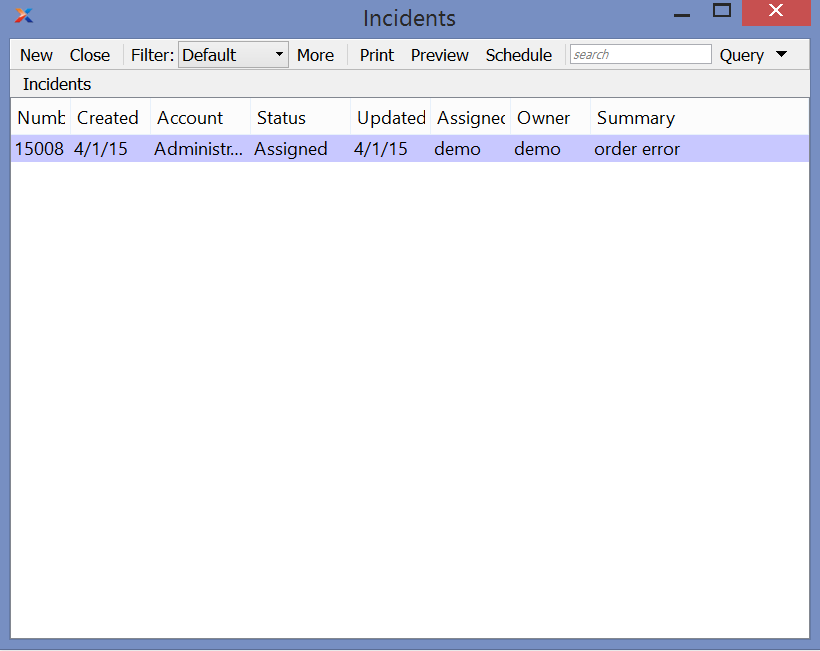 Incidents
New Close Filter: Default More Print Preview Schedule search Query
Incidents
Numb Created Account Status Updated Assigned Owner Summary
15008 4/1/15 Administr... Assigned 4/1/15 demo demo order error